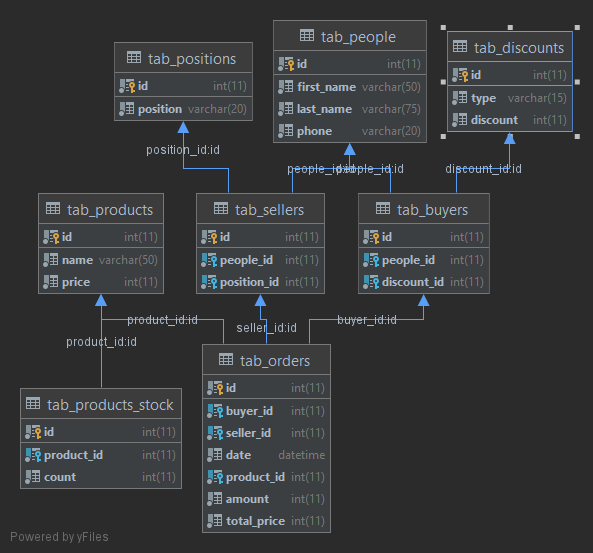 tab_positions
id int(11)
position varchar(20)
tab_people
id int(11)
first_name varchar(50)
last_name varchar(75)
phone varchar(20)
tab_discounts
id int(11)
type varchar(15)
discount int(11)
position_id:id
people_id:id
people_id:id
discount_id:id
tab_products
id int(11)
name varchar(50)
price int(11)
tab_sellers
id int(11)
people_id int(11)
position_id int(11)
tab_buyers
id int(11)
people_id int(11)
discount_id int(11)
product_id:id
seller_id:id
buyer_id:id
product_id:id
tab_products_stock
id int(11)
product_id int(11)
count int(11)
tab_orders
id int(11)
buyer_id int(11)
seller_id int(11)
date datetime
product_id int(11)
amount int(11)
total_price int(11)
Powered by yFiles